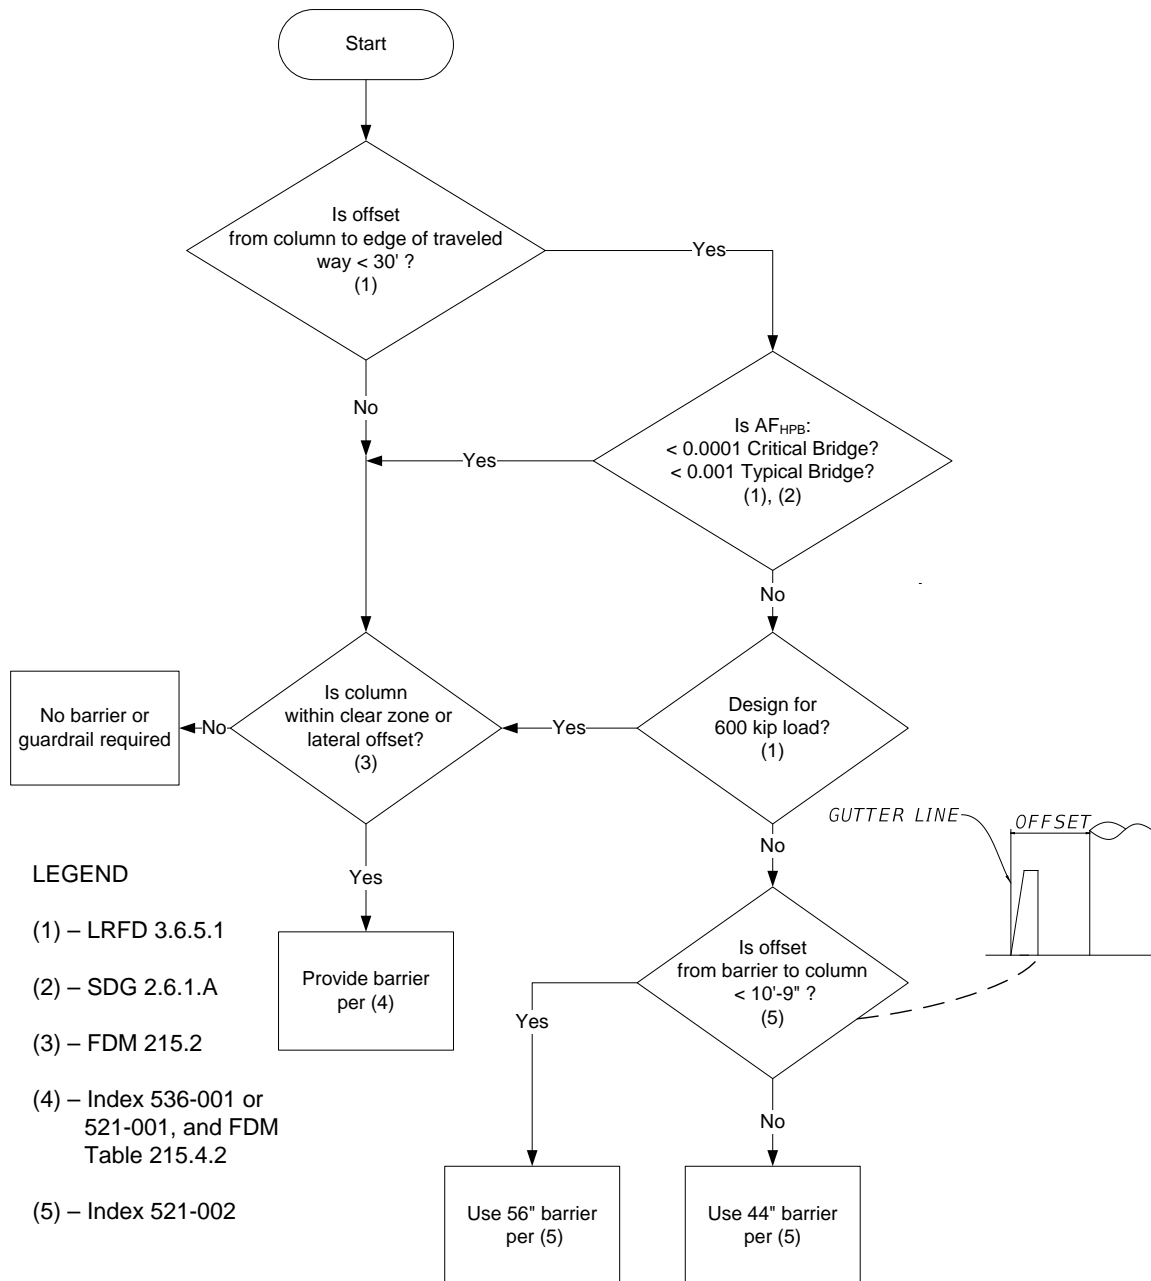 Start
Is offset
from column to edge of traveled
way < 30' ?
(1)
Yes
No
Is AFHPB:
< 0.0001 Critical Bridge?
< 0.001 Typical Bridge?
(1), (2)
Yes
No
Is column
within clear zone or
lateral offset?
(3)
No
No barrier or
guardrail required
Design for
600 kip load?
(1)
Yes
No
Yes
Provide barrier
per (4)
GUTTER LINE
OFFSET
Is offset
from barrier to column
< 10'-9" ?
(5)
Yes
No
Use 56" barrier
per (5)
Use 44" barrier
per (5)
LEGEND
(1) – LRFD 3.6.5.1
(2) – SDG 2.6.1.A
(3) – FDM 215.2
(4) – Index 536-001 or
521-001, and FDM
Table 215.4.2
(5) – Index 521-002